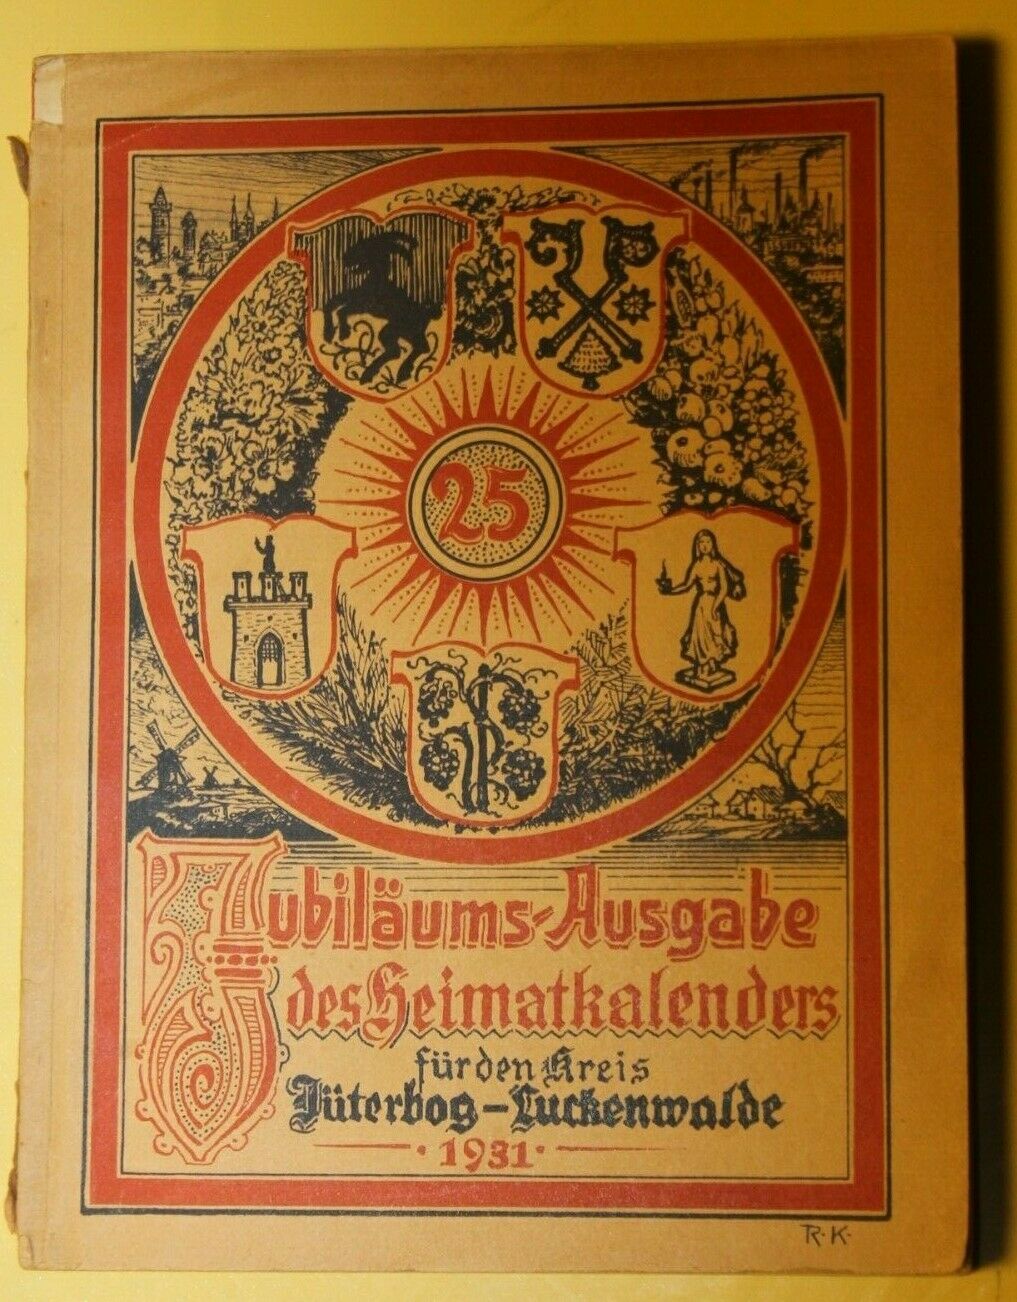 25
Jubiläums-Ausgabe
des Heimatkalenders
für den Kreis
Jüterbog-Luckenwalde
·1931·
R.K.